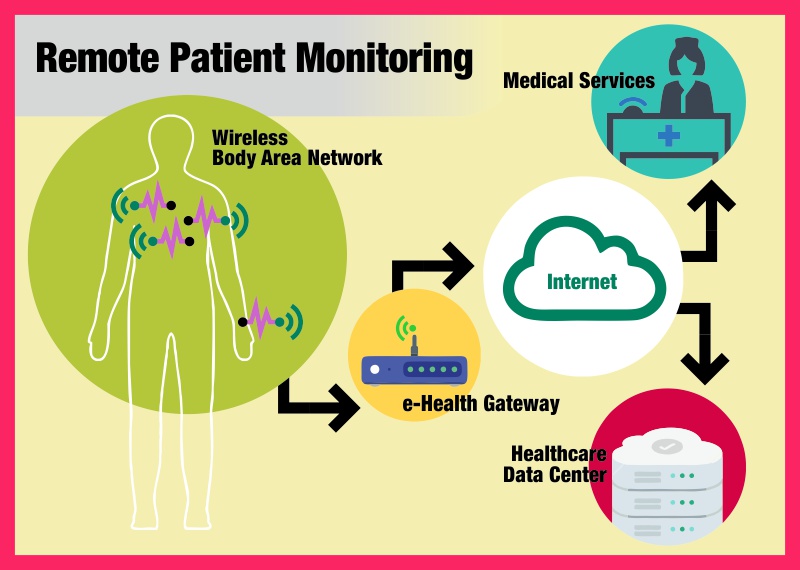 Remote Patient Monitoring
Medical Services
Wireless
Body Area Network
Internet
e-Health Gateway
Healthcare
Data Center